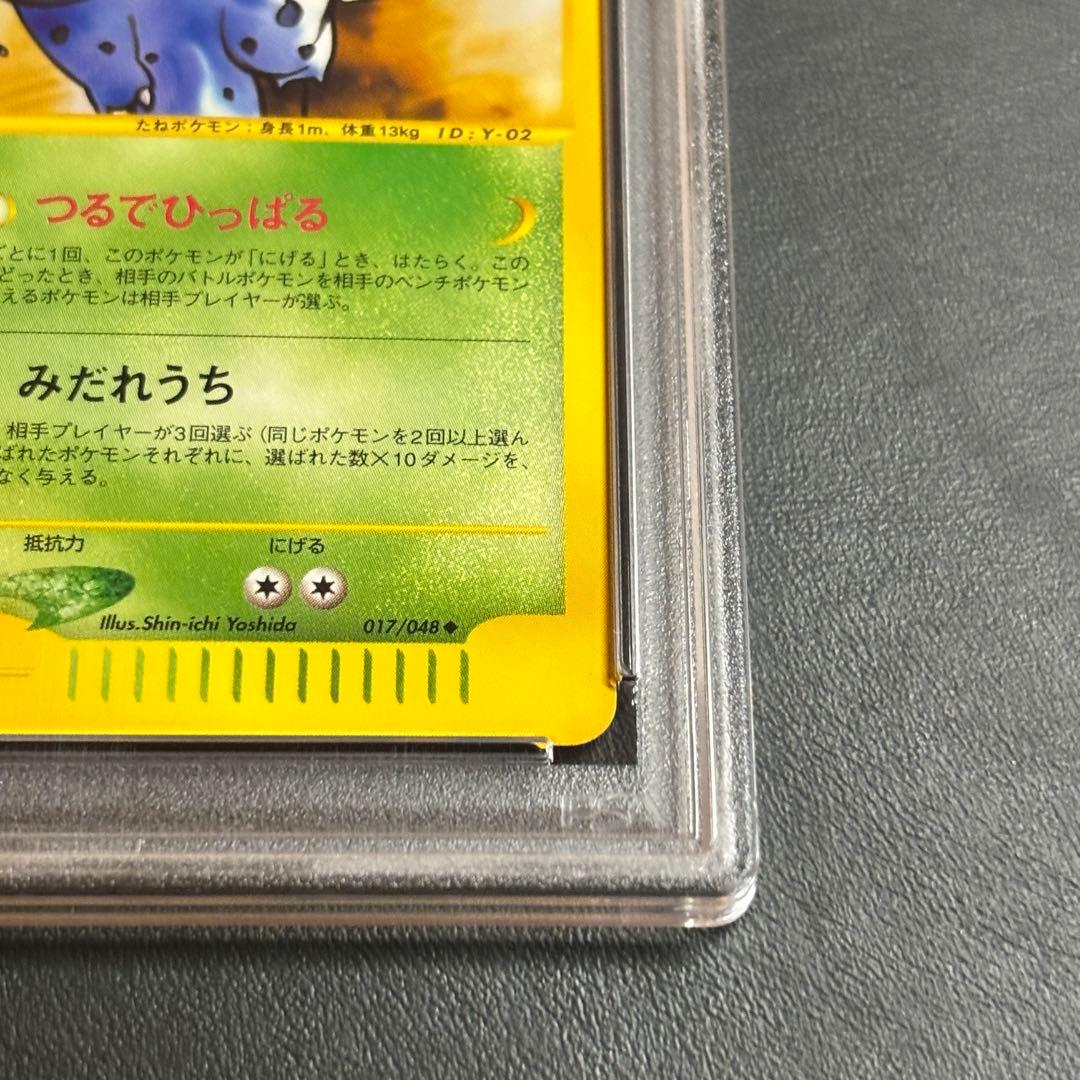 たねポケモン：身長1m、体重13kg ID：Y-02
つるでひっぱる
ごとに1回、このポケモンが「にげる」とき、はたらく。この
どったとき、相手のバトルポケモンを相手のベンチポケモン
えるポケモンは相手プレイヤーが選ぶ。
みだれうち
相手プレイヤーが3回選ぶ（同じポケモンを2回以上選ん
ばれたポケモンそれぞれに、選ばれた数×10ダメージを、
なく与える。
抵抗力 にげる
Illus.Shin-ichi Yoshida 017/048◆